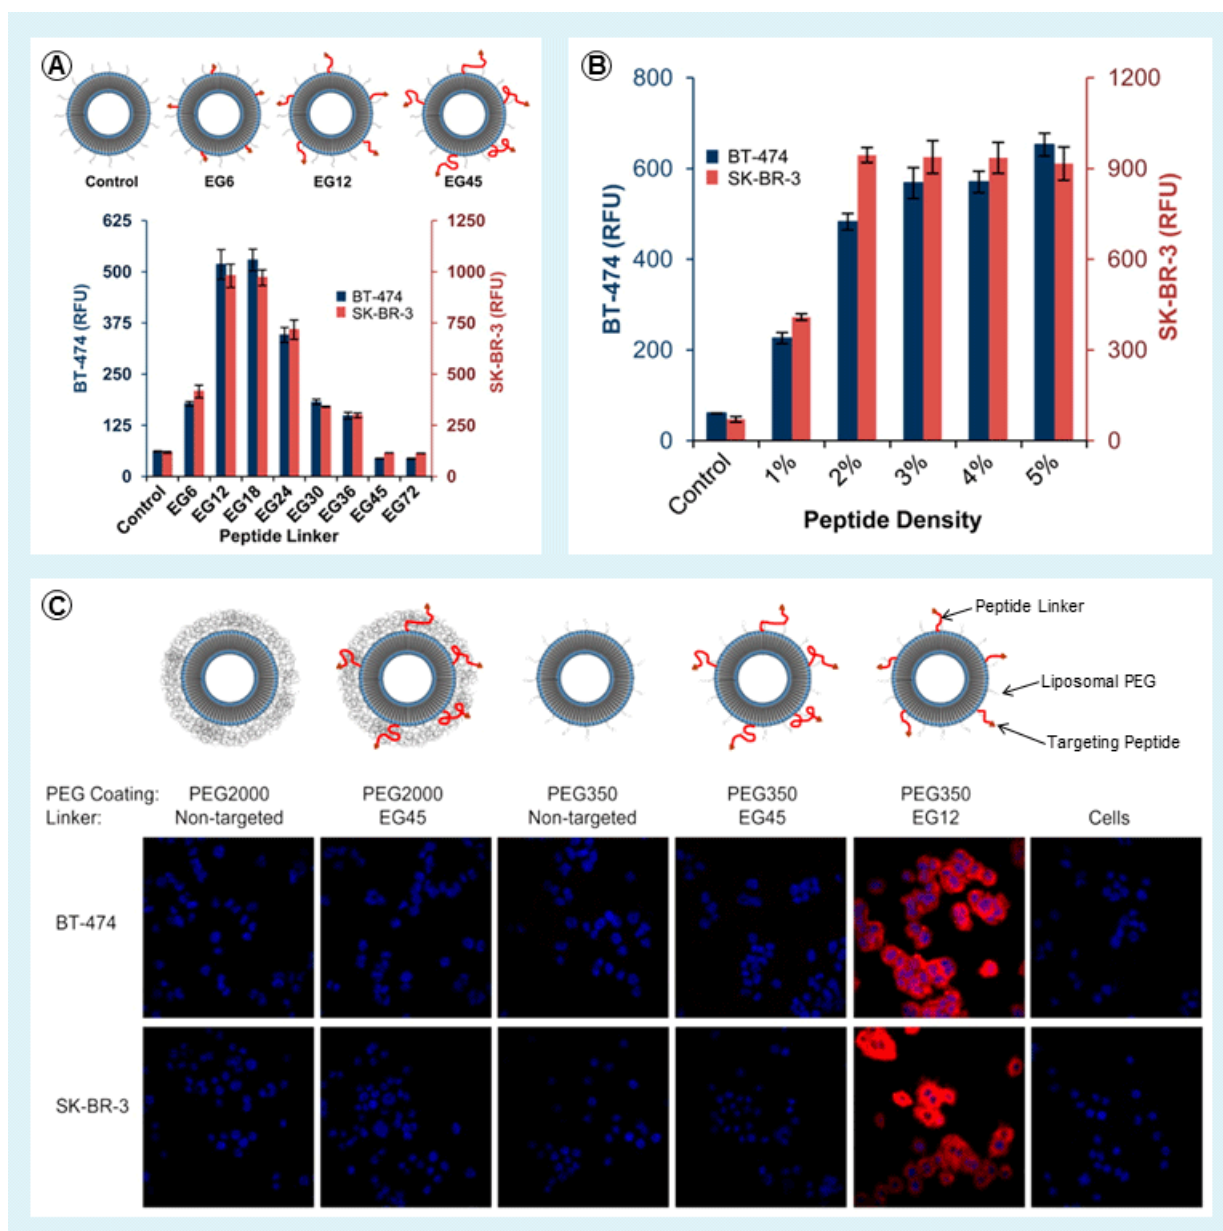 A
Control EG6 EG12 EG45
625
500
375
250
125
0
BT-474 (RFU)
1250
1000
750
500
250
0
SK-BR-3 (RFU)
BT-474
SK-BR-3
Control EG6 EG12 EG18 EG24 EG30 EG36 EG45 EG72
Peptide Linker
B
800
600
400
200
0
BT-474 (RFU)
1200
900
600
300
0
SK-BR-3 (RFU)
BT-474
SK-BR-3
Control 1% 2% 3% 4% 5%
Peptide Density
C
Peptide Linker
Liposomal PEG
Targeting Peptide
PEG Coating: PEG2000 PEG2000 PEG350 PEG350 PEG350
Linker: Non-targeted EG45 Non-targeted EG45 EG12 Cells
BT-474
SK-BR-3